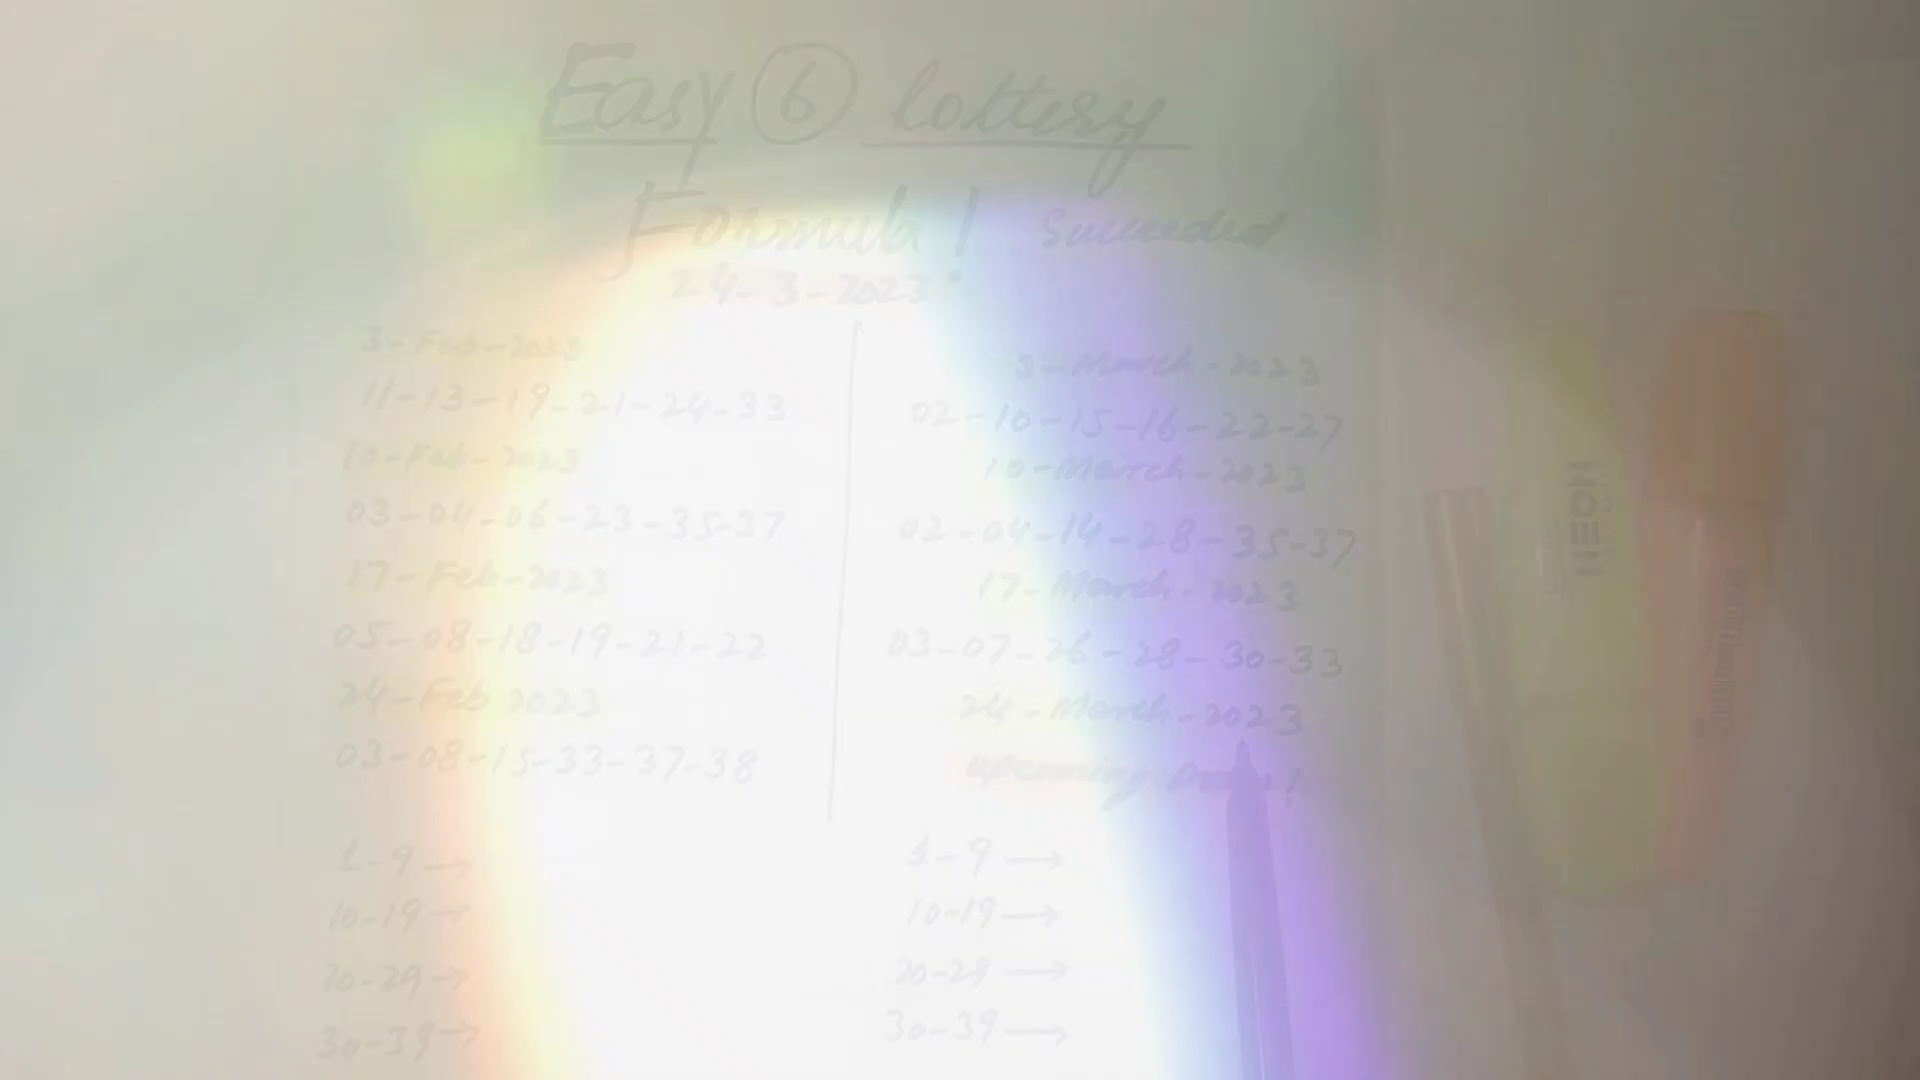 Easy 6 lottery
Formula! Succeeded
24-3-2023
3-Feb-2023
11-13-19-21-24-33
10-Feb-2023
03-04-06-23-35-37
17-Feb-2023
05-08-18-19-21-22
24-Feb 2023
03-08-15-33-37-38
1-9→
10-19→
20-29→
30-39→
3-March-2023
02-10-15-16-22-27
10-March-2023
02-04-14-28-35-37
17-March-2023
03-07-26-28-30-33
24-March-2023
upcoming !
1-9→
10-19→
20-29→
30-39→
NEON